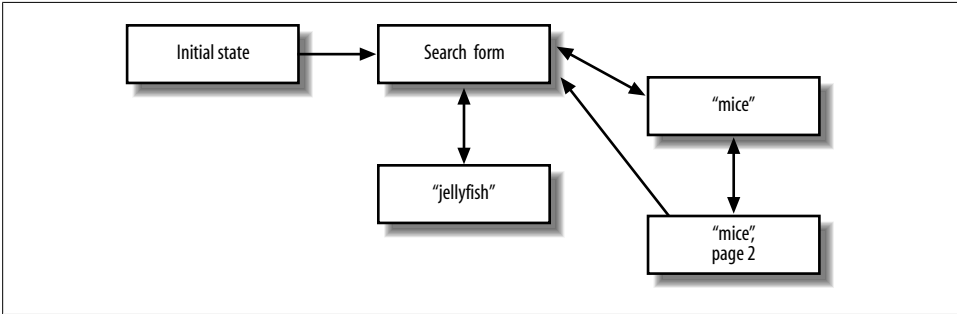 Initial state
Search form
“mice”
“jellyfish”
“mice”,
page 2